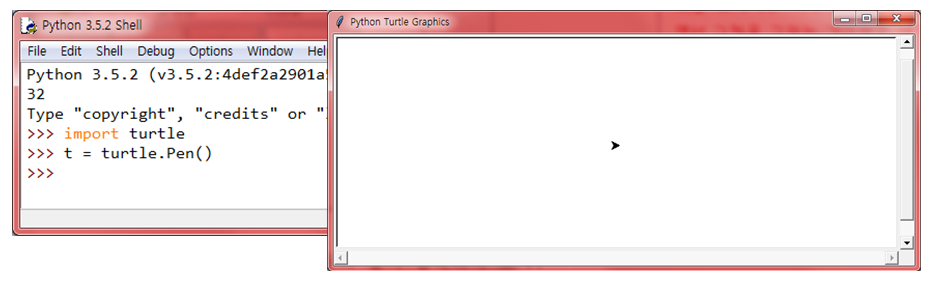 Python 3.5.2 Shell
File Edit Shell Debug Options Window
Python 3.5.2 (v3.5.2:4def2a2901a
32
Type "copyright", "credits" or "
>>> import turtle
>>> t = turtle.Pen()
>>>
Python Turtle Graphics